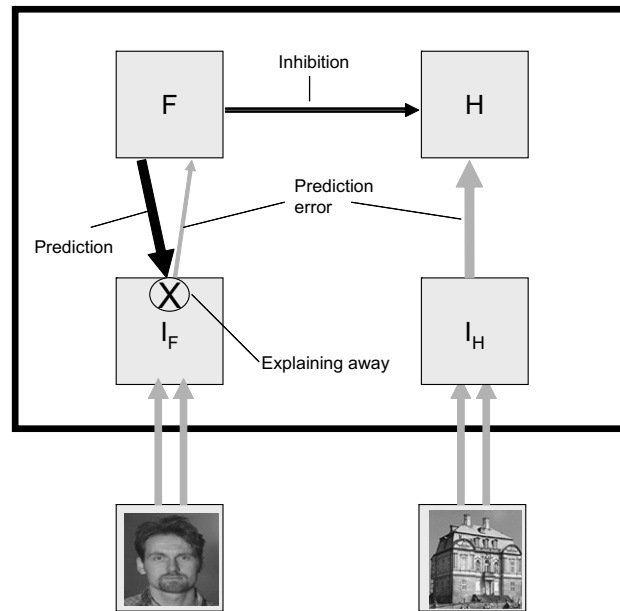 Inhibition
F
H
Prediction
error
Prediction
X
I_F
I_H
Explaining away